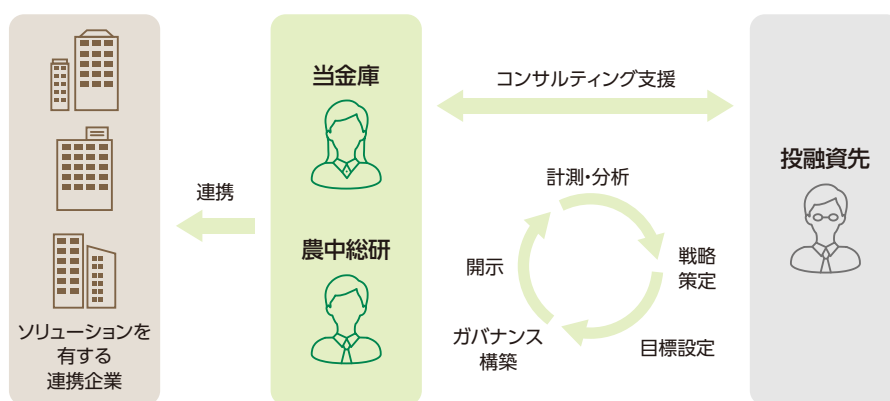 ソリューションを
有する
連携企業
連携
当金庫
農中総研
コンサルティング支援
計測・分析
戦略
策定
目標設定
ガバナンス
構築
開示
投融資先